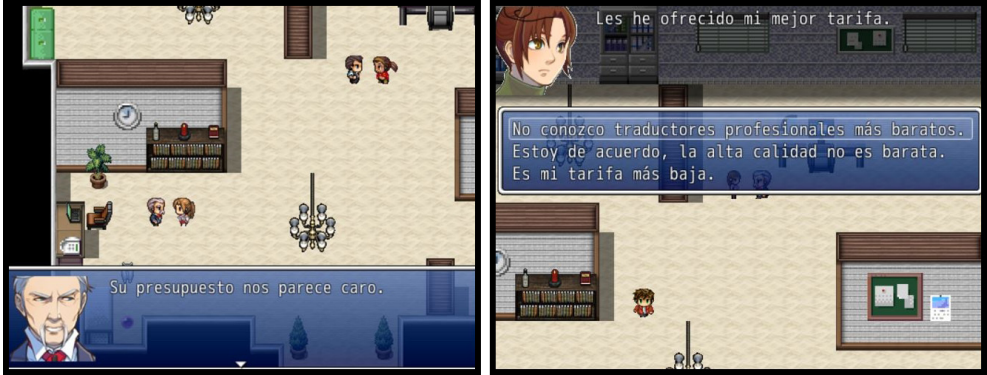 Su presupuesto nos parece caro.
Les he ofrecido mi mejor tarifa.
No conozco traductores profesionales más baratos.
Estoy de acuerdo, la alta calidad no es barata.
Es mi tarifa más baja.